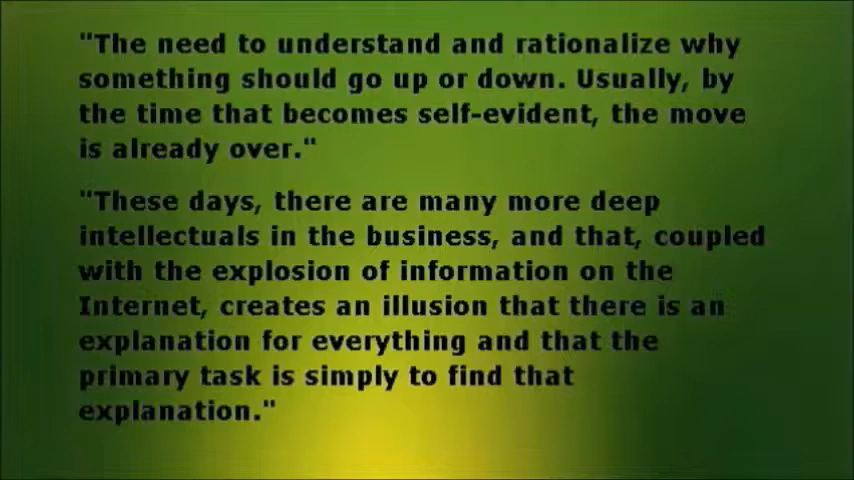 "The need to understand and rationalize why
something should go up or down. Usually, by
the time that becomes self-evident, the move
is already over."
"These days, there are many more deep
intellectuals in the business, and that, coupled
with the explosion of information on the
Internet, creates an illusion that there is an
explanation for everything and that the
primary task is simply to find that
explanation."